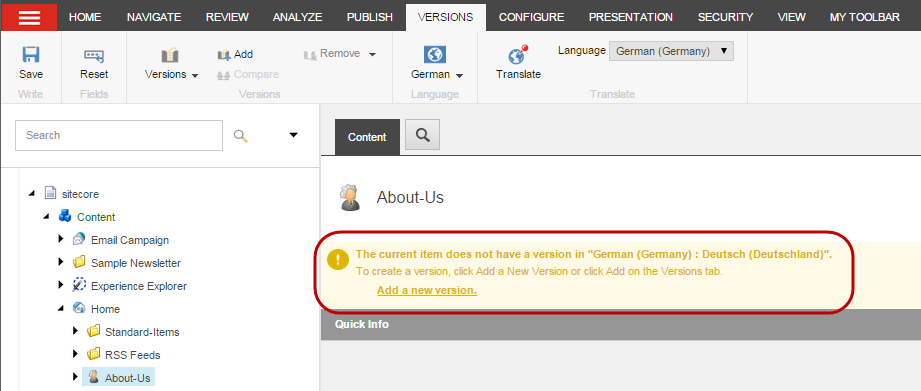 HOME NAVIGATE REVIEW ANALYZE PUBLISH VERSIONS CONFIGURE PRESENTATION SECURITY VIEW MY TOOLBAR
Save
Write
Reset
Fields
Versions
Add
Compare
Remove
Versions
German
Language
Translate
Language German (Germany)
Translate
Search
sitecore
Content
Email Campaign
Sample Newsletter
Experience Explorer
Home
Standard-Items
RSS Feeds
About-Us
Content
About-Us
The current item does not have a version in "German (Germany) : Deutsch (Deutschland)".
To create a version, click Add a New Version or click Add on the Versions tab.
Add a new version.
Quick Info